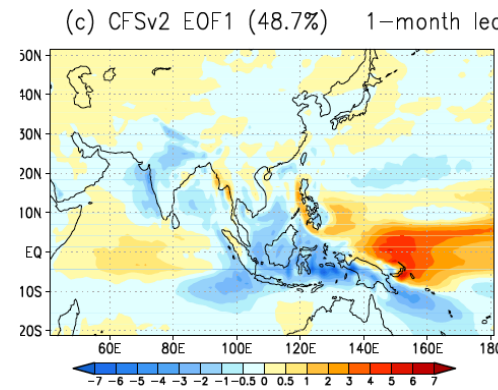 (c) CFSv2 EOF1 (48.7%) 1-month lea
50N
40N
30N
20N
10N
EQ
10S
20S
60E 80E 100E 120E 140E 160E 180
-7 -6 -5 -4 -3 -2 -1 -0.5 0 0.5 1 2 3 4 5 6 7